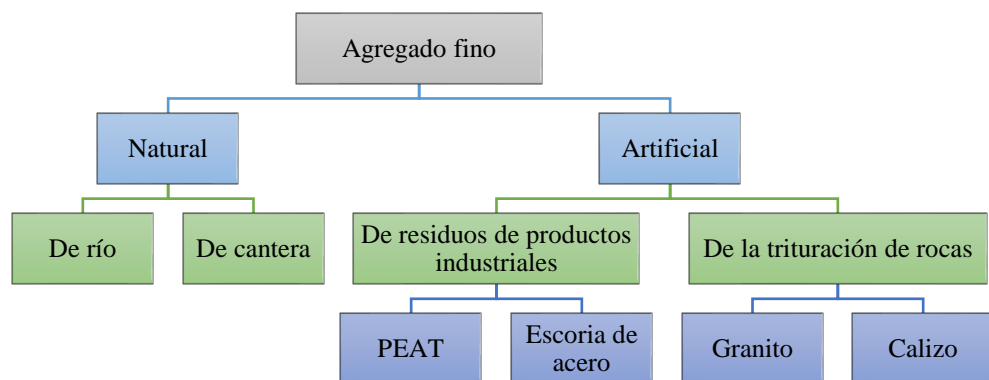 Agregado fino
Natural
Artificial
De río
De cantera
De residuos de productos
industriales
De la trituración de rocas
PEAT
Escoria de
acero
Granito
Calizo